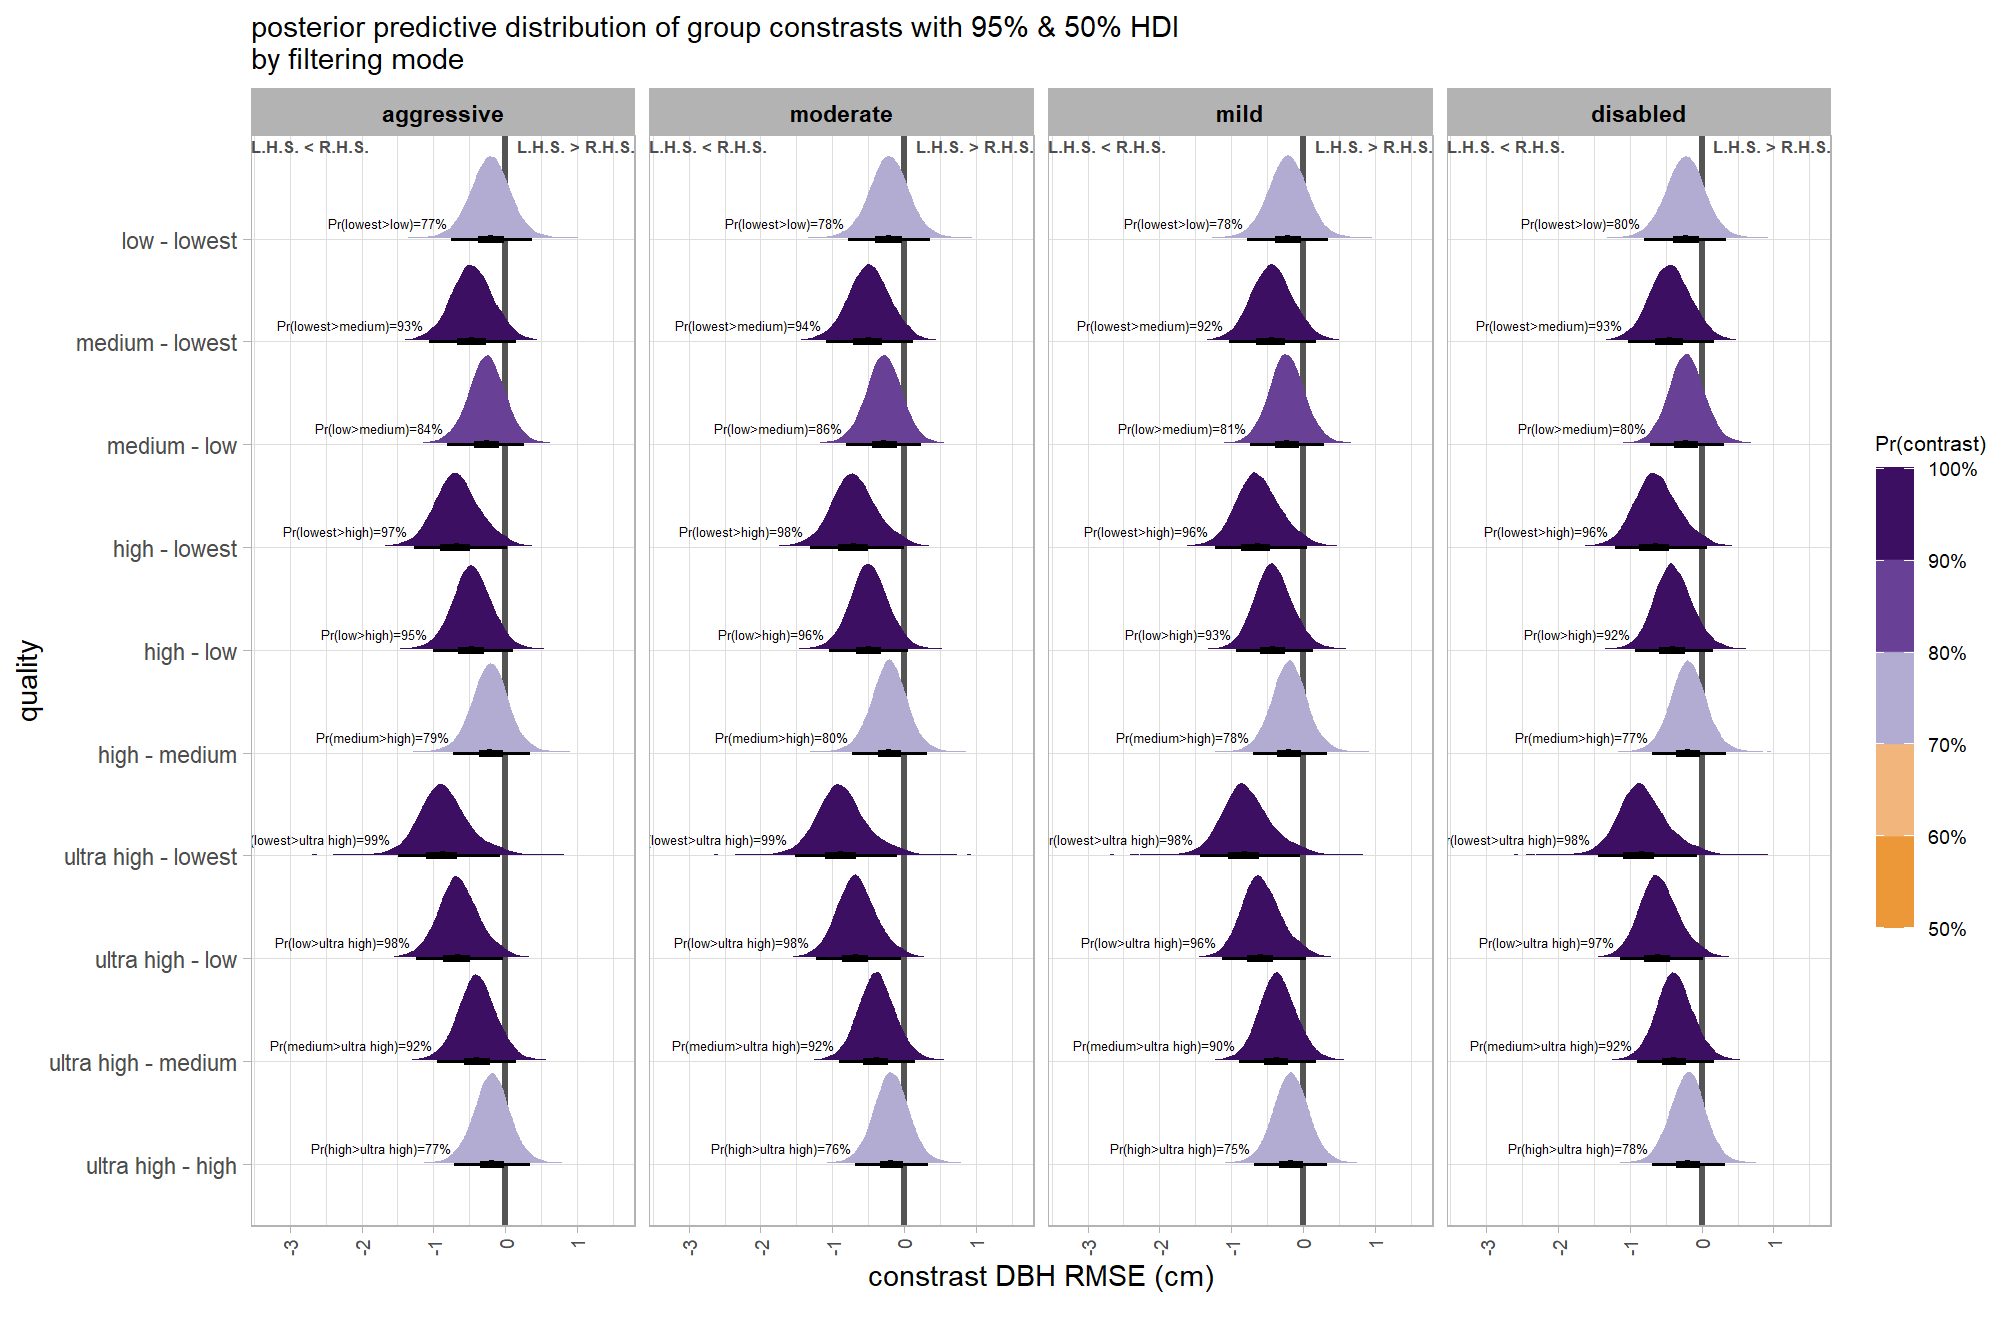 posterior predictive distribution of group constrasts with 95% & 50% HDI
by filtering mode
aggressive moderate mild disabled
L.H.S. < R.H.S. L.H.S. > R.H.S. L.H.S. < R.H.S. L.H.S. > R.H.S. L.H.S. < R.H.S. L.H.S. > R.H.S. L.H.S. < R.H.S. L.H.S. > R.H.S.
Pr(lowest>low)=77% Pr(lowest>low)=78% Pr(lowest>low)=78% Pr(lowest>low)=80%
low - lowest
Pr(lowest>medium)=93% Pr(lowest>medium)=94% Pr(lowest>medium)=92% Pr(lowest>medium)=93%
medium - lowest
Pr(low>medium)=84% Pr(low>medium)=86% Pr(low>medium)=81% Pr(low>medium)=80%
medium - low
Pr(lowest>high)=97% Pr(lowest>high)=98% Pr(lowest>high)=96% Pr(lowest>high)=96%
high - lowest
Pr(low>high)=95% Pr(low>high)=96% Pr(low>high)=93% Pr(low>high)=92%
high - low
Pr(medium>high)=79% Pr(medium>high)=80% Pr(medium>high)=78% Pr(medium>high)=77%
high - medium
(lowest>ultra high)=99% lowest>ultra high)=99% r(lowest>ultra high)=98% r(lowest>ultra high)=98%
ultra high - lowest
Pr(low>ultra high)=98% Pr(low>ultra high)=98% Pr(low>ultra high)=96% Pr(low>ultra high)=97%
ultra high - low
Pr(medium>ultra high)=92% Pr(medium>ultra high)=92% Pr(medium>ultra high)=90% Pr(medium>ultra high)=92%
ultra high - medium
Pr(high>ultra high)=77% Pr(high>ultra high)=76% Pr(high>ultra high)=75% Pr(high>ultra high)=78%
ultra high - high
quality
-3 -2 -1 0 1 -3 -2 -1 0 1 -3 -2 -1 0 1 -3 -2 -1 0 1
constrast DBH RMSE (cm)
Pr(contrast)
100%
90%
80%
70%
60%
50%